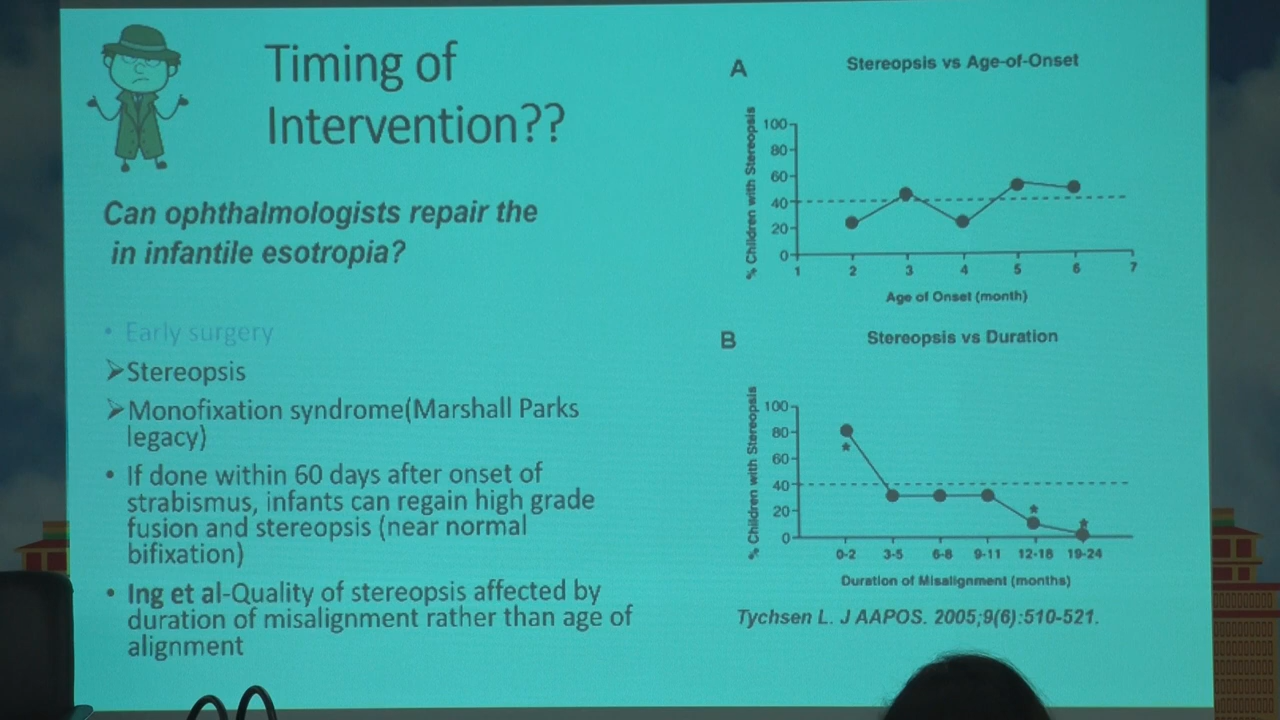 Timing of
Intervention??
Can ophthalmologists repair the
in infantile esotropia?
• Early surgery
➢Stereopsis
➢Monofixation syndrome(Marshall Parks
legacy)
• If done within 60 days after onset of
strabismus, infants can regain high grade
fusion and stereopsis (near normal
bifixation)
• Ing et al-Quality of stereopsis affected by
duration of misalignment rather than age of
alignment
A
Stereopsis vs Age-of-Onset
% Children with Stereopsis
100
80
60
40
20
0
1 2 3 4 5 6 7
Age of Onset (month)
B
Stereopsis vs Duration
% Children with Stereopsis
100
80
60
40
20
0
0-2 3-5 6-8 9-11 12-18 19-24
Duration of Misalignment (months)
Tychsen L. J AAPOS. 2005;9(6):510-521.